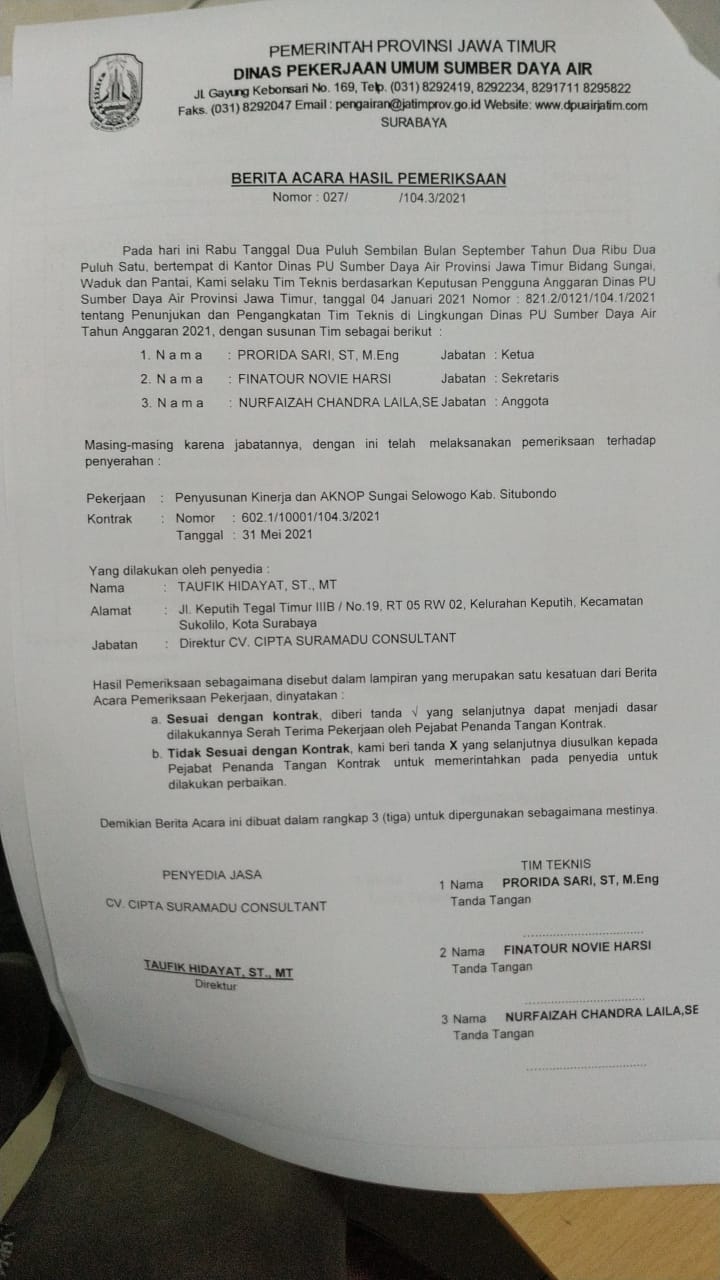 PEMERINTAH PROVINSI JAWA TIMUR
DINAS PEKERJAAN UMUM SUMBER DAYA AIR
Jl. Gayung Kebonsari No. 169, Telp. (031) 8292419, 8292234, 8291711 8295822
Faks. (031) 8292047 Email : pengairan@jatimprov.go.id Website: www.dpuairjatim.com
SURABAYA
BERITA ACARA HASIL PEMERIKSAAN
Nomor : 027/ /104.3/2021
Pada hari ini Rabu Tanggal Dua Puluh Sembilan Bulan September Tahun Dua Ribu Dua
Puluh Satu, bertempat di Kantor Dinas PU Sumber Daya Air Provinsi Jawa Timur Bidang Sungai,
Waduk dan Pantai, Kami selaku Tim Teknis berdasarkan Keputusan Pengguna Anggaran Dinas PU
Sumber Daya Air Provinsi Jawa Timur, tanggal 04 Januari 2021 Nomor : 821.2/0121/104.1/2021
tentang Penunjukan dan Pengangkatan Tim Teknis di Lingkungan Dinas PU Sumber Daya Air
Tahun Anggaran 2021, dengan susunan Tim sebagai berikut :
1. N a m a : PRORIDA SARI, ST, M.Eng Jabatan : Ketua
2. N a m a : FINATOUR NOVIE HARSI Jabatan : Sekretaris
3. N a m a : NURFAIZAH CHANDRA LAILA,SE Jabatan : Anggota
Masing-masing karena jabatannya, dengan ini telah melaksanakan pemeriksaan terhadap
penyerahan :
Pekerjaan : Penyusunan Kinerja dan AKNOP Sungai Selowogo Kab. Situbondo
Kontrak : Nomor : 602.1/10001/104.3/2021
Tanggal : 31 Mei 2021
Yang dilakukan oleh penyedia :
Nama : TAUFIK HIDAYAT, ST., MT
Alamat : Jl. Keputih Tegal Timur IIIB / No.19, RT 05 RW 02, Kelurahan Keputih, Kecamatan
Sukolilo, Kota Surabaya
Jabatan : Direktur CV. CIPTA SURAMADU CONSULTANT
Hasil Pemeriksaan sebagaimana disebut dalam lampiran yang merupakan satu kesatuan dari Berita
Acara Pemeriksaan Pekerjaan, dinyatakan :
a. Sesuai dengan kontrak, diberi tanda √ yang selanjutnya dapat menjadi dasar
dilakukannya Serah Terima Pekerjaan oleh Pejabat Penanda Tangan Kontrak.
b. Tidak Sesuai dengan Kontrak, kami beri tanda X yang selanjutnya diusulkan kepada
Pejabat Penanda Tangan Kontrak untuk memerintahkan pada penyedia untuk
dilakukan perbaikan.
Demikian Berita Acara ini dibuat dalam rangkap 3 (tiga) untuk dipergunakan sebagaimana mestinya.
PENYEDIA JASA
CV. CIPTA SURAMADU CONSULTANT
TAUFIK HIDAYAT, ST., MT
Direktur
TIM TEKNIS
1 Nama PRORIDA SARI, ST, M.Eng
Tanda Tangan
..............................
2 Nama FINATOUR NOVIE HARSI
Tanda Tangan
..............................
3 Nama NURFAIZAH CHANDRA LAILA,SE
Tanda Tangan
..............................